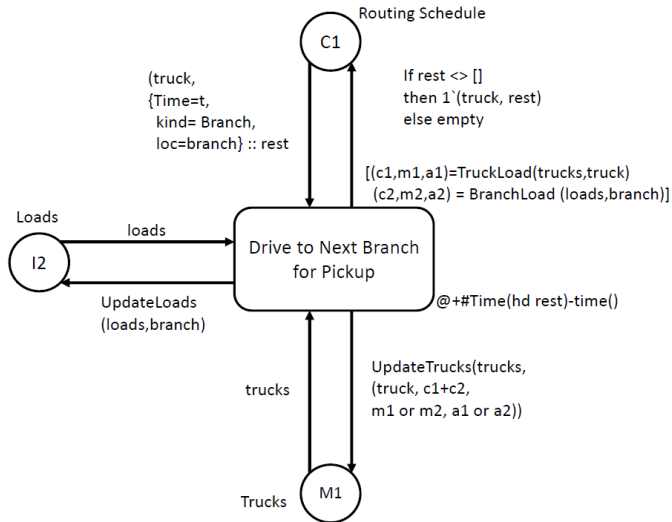 Routing Schedule
C1
(truck,
{Time=t,
kind= Branch,
loc=branch} :: rest
If rest <> []
then 1`(truck, rest)
else empty
[(c1,m1,a1)=TruckLoad(trucks,truck)
(c2,m2,a2) = BranchLoad (loads,branch)]
Loads
I2
loads
UpdateLoads
(loads,branch)
Drive to Next Branch
for Pickup
@+#Time(hd rest)-time()
trucks
UpdateTrucks(trucks,
(truck, c1+c2,
m1 or m2, a1 or a2))
Trucks
M1